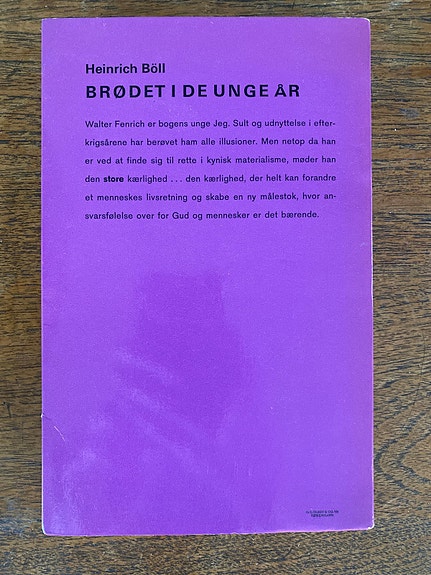 Heinrich Böll
BRØDET I DE UNGE ÅR
Walter Fenrich er bogens unge Jeg. Sult og udnyttelse i efter-
krigsårene har berøvet ham alle illusioner. Men netop da han
er ved at finde sig til rette i kynisk materialisme, møder han
den store kærlighed ... den kærlighed, der helt kan forandre
et menneskes livsretning og skabe en ny målestok, hvor an-
svarsfølelse over for Gud og mennesker er det bærende.